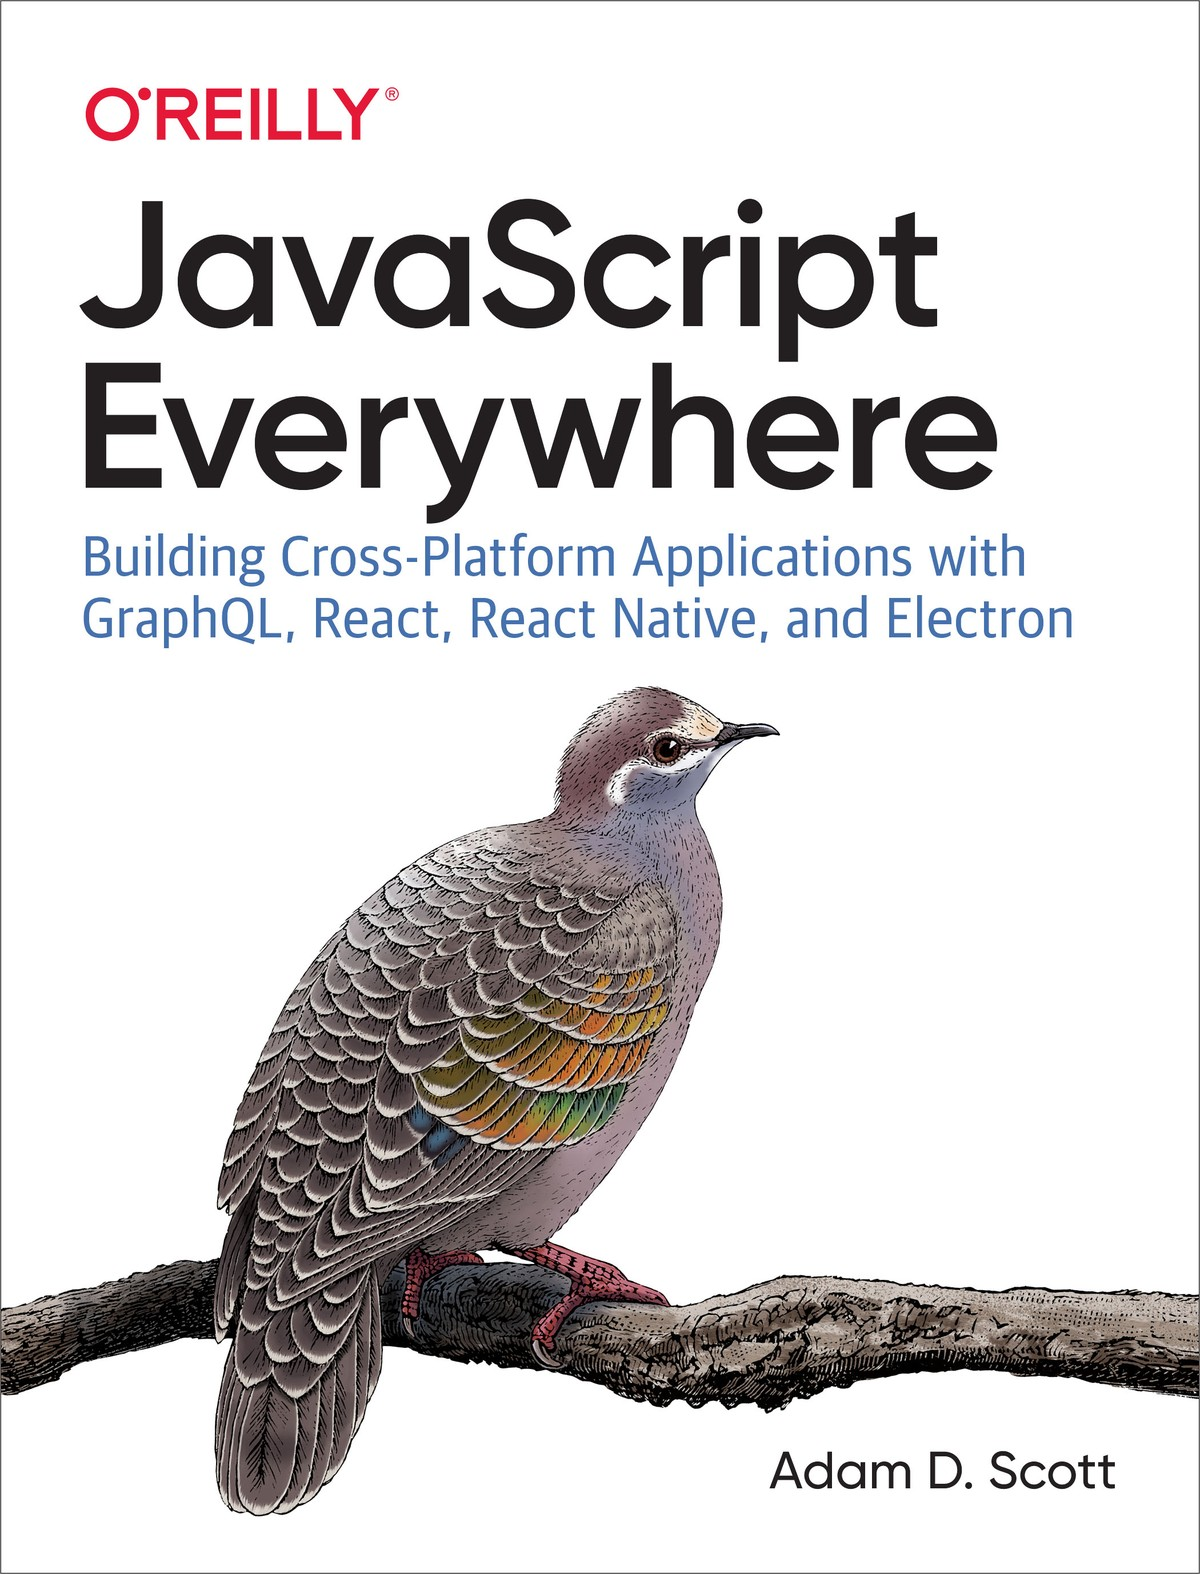 O'REILLY®
JavaScript
Everywhere
Building Cross-Platform Applications with
GraphQL, React, React Native, and Electron
Adam D. Scott